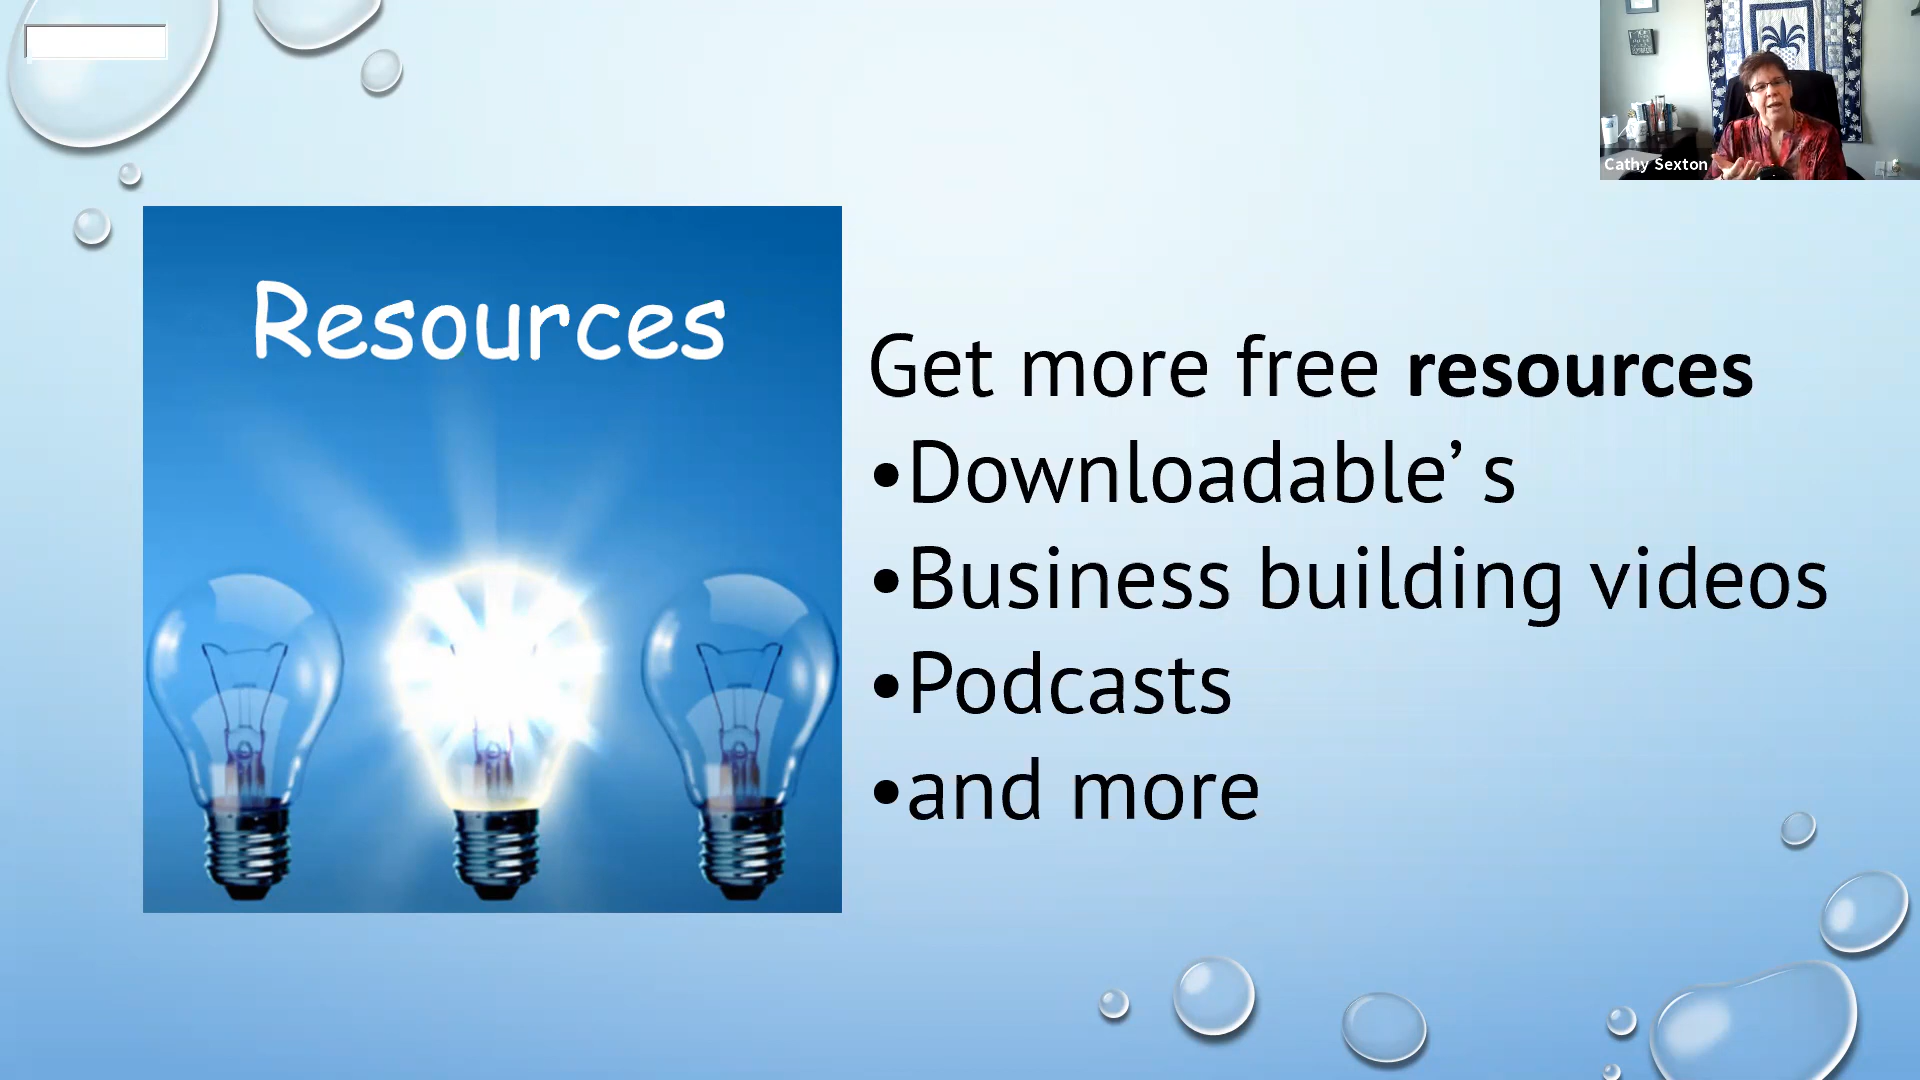 Cathy Sexton
Resources
Get more free resources
•Downloadable’ s
•Business building videos
•Podcasts
•and more